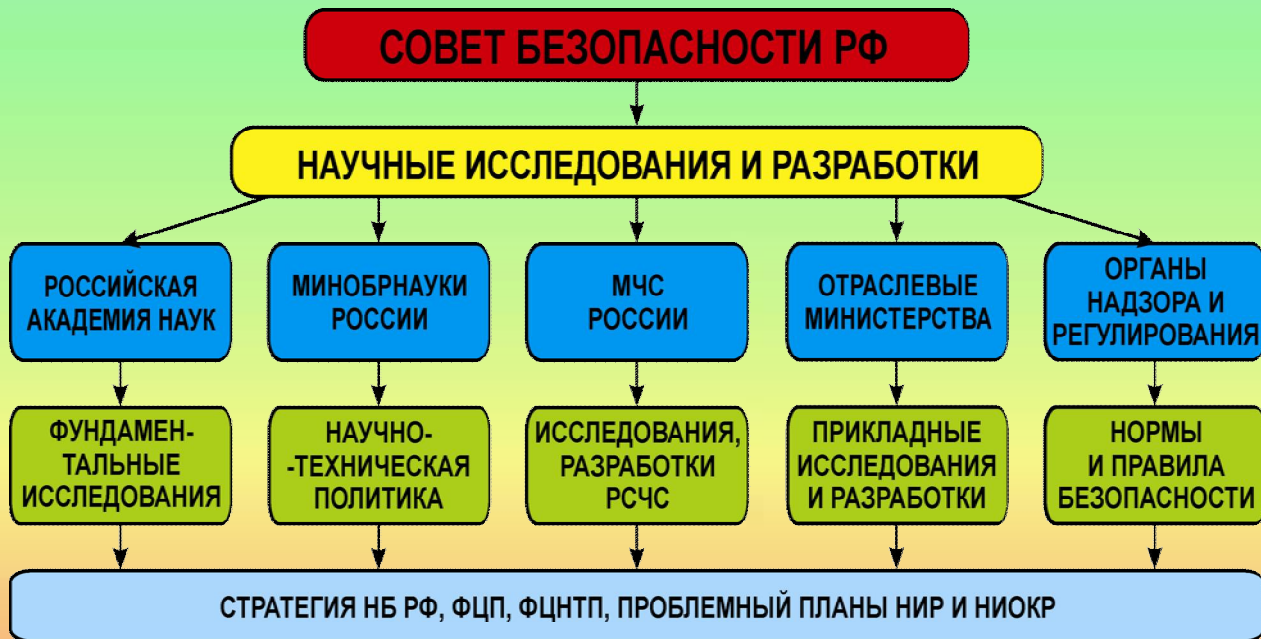 СОВЕТ БЕЗОПАСНОСТИ РФ
НАУЧНЫЕ ИССЛЕДОВАНИЯ И РАЗРАБОТКИ
РОССИЙСКАЯ
АКАДЕМИЯ НАУК
МИНОБРНАУКИ
РОССИИ
МЧС
РОССИИ
ОТРАСЛЕВЫЕ
МИНИСТЕРСТВА
ОРГАНЫ
НАДЗОРА И
РЕГУЛИРОВАНИЯ
ФУНДАМЕН-
ТАЛЬНЫЕ
ИССЛЕДОВАНИЯ
НАУЧНО-
-ТЕХНИЧЕСКАЯ
ПОЛИТИКА
ИССЛЕДОВАНИЯ,
РАЗРАБОТКИ
РСЧС
ПРИКЛАДНЫЕ
ИССЛЕДОВАНИЯ
И РАЗРАБОТКИ
НОРМЫ
И ПРАВИЛА
БЕЗОПАСНОСТИ
СТРАТЕГИЯ НБ РФ, ФЦП, ФЦНТП, ПРОБЛЕМНЫЙ ПЛАНЫ НИР И НИОКР